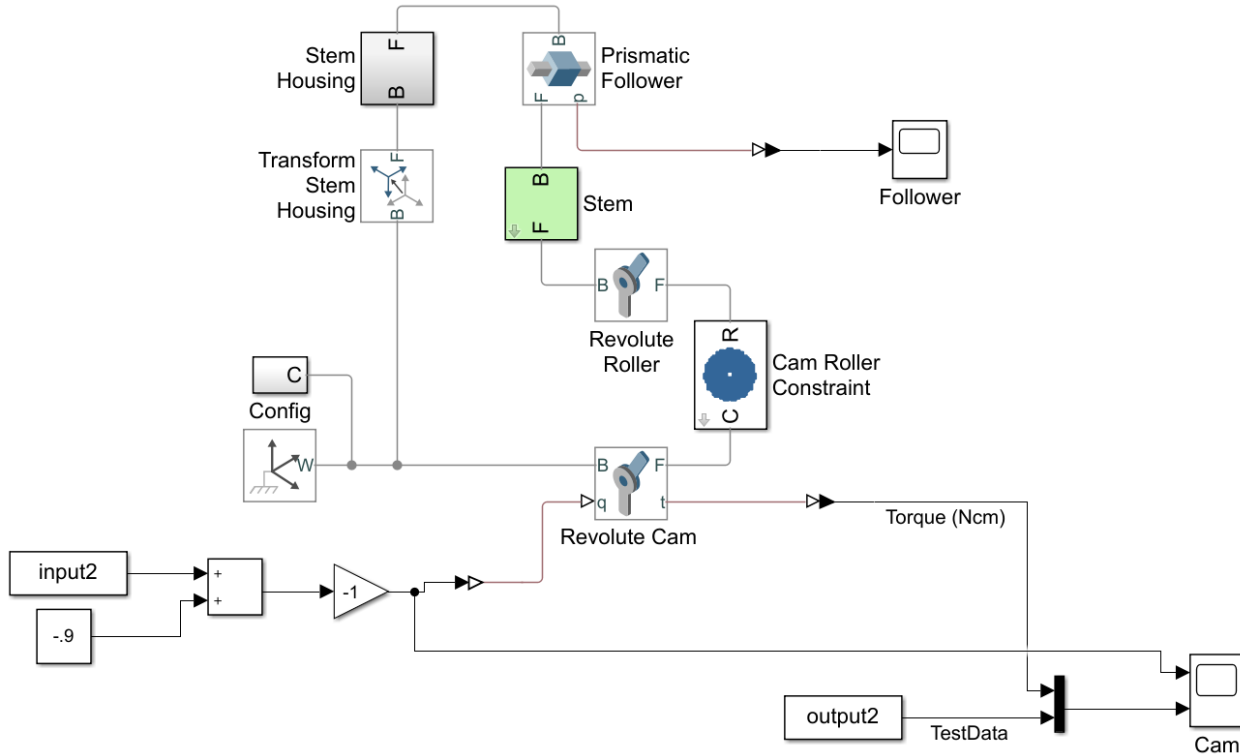 F
B
Stem
Housing
B
F
p
Prismatic
Follower
Transform
Stem
Housing
F
B
B
F
Stem
Follower
B
F
Revolute
Roller
R
C
Cam Roller
Constraint
C
Config
W
B
F
q
t
Revolute Cam
Torque (Ncm)
input2
+
+
-1
-.9
output2
TestData
Cam